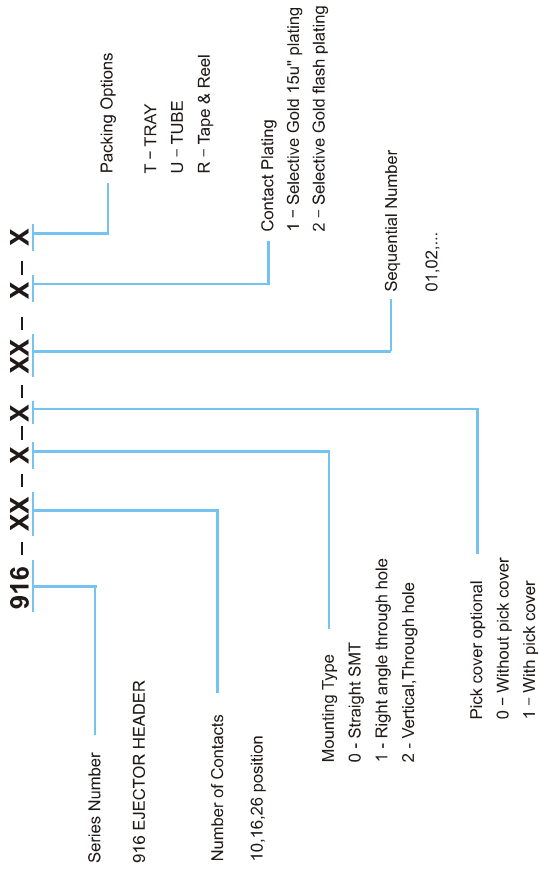 916 – XX – X – X – XX – X – X
Series Number
916 EJECTOR HEADER
Number of Contacts
10,16,26 position
Mounting Type
0 - Straight SMT
1 - Right angle through hole
2 - Vertical,Through hole
Pick cover optional
0 – Without pick cover
1 – With pick cover
Sequential Number
01,02,...
Contact Plating
1 – Selective Gold 15u" plating
2 – Selective Gold flash plating
Packing Options
T – TRAY
U – TUBE
R – Tape & Reel